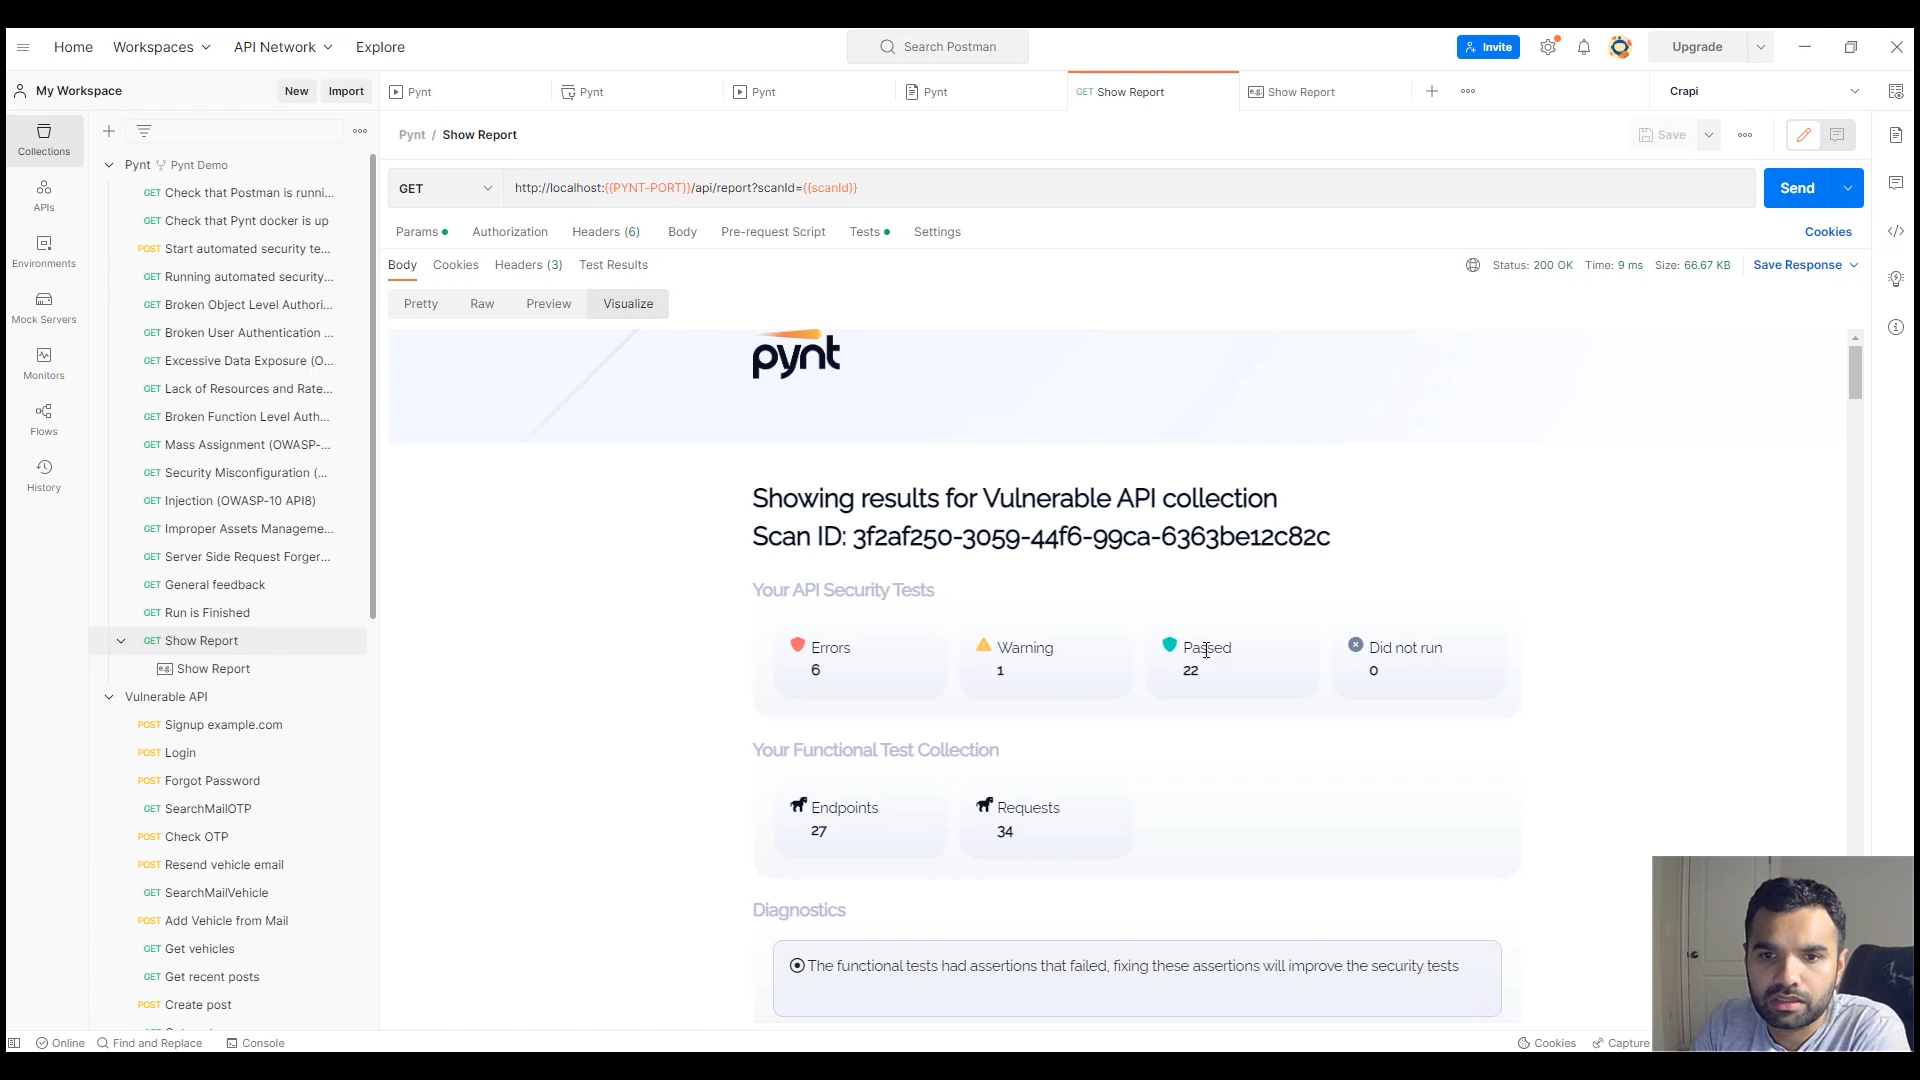 Home
Workspaces
API Network
Explore
Search Postman
Invite
Upgrade
My Workspace
New
Import
Pynt
Pynt
Pynt
Pynt
GET Show Report
e.g. Show Report
Crapi
Collections
APIs
Environments
Mock Servers
Monitors
Flows
History
Pynt Pynt Demo
GET Check that Postman is runni...
GET Check that Pynt docker is up
POST Start automated security te...
GET Running automated security...
GET Broken Object Level Authori...
GET Broken User Authentication ...
GET Excessive Data Exposure (O...
GET Lack of Resources and Rate...
GET Broken Function Level Auth...
GET Mass Assignment (OWASP-...
GET Security Misconfiguration (...
GET Injection (OWASP-10 API8)
GET Improper Assets Manageme...
GET Server Side Request Forger...
GET General feedback
GET Run is Finished
GET Show Report
e.g. Show Report
Vulnerable API
POST Signup example.com
POST Login
POST Forgot Password
GET SearchMailOTP
POST Check OTP
POST Resend vehicle email
GET SearchMailVehicle
POST Add Vehicle from Mail
GET Get vehicles
GET Get recent posts
POST Create post
Pynt / Show Report
Save
GET
http://localhost:{{PYNT-PORT}}/api/report?scanId={{scanId}}
Send
Params
Authorization
Headers (6)
Body
Pre-request Script
Tests
Settings
Cookies
Body
Cookies
Headers (3)
Test Results
Status: 200 OK Time: 9 ms Size: 66.67 KB
Save Response
Pretty
Raw
Preview
Visualize
pynt
Showing results for Vulnerable API collection
Scan ID: 3f2af250-3059-44f6-99ca-6363be12c82c
Your API Security Tests
Errors
6
Warning
1
Passed
22
Did not run
0
Your Functional Test Collection
Endpoints
27
Requests
34
Diagnostics
The functional tests had assertions that failed, fixing these assertions will improve the security tests
Online
Find and Replace
Console
Cookies
Capture